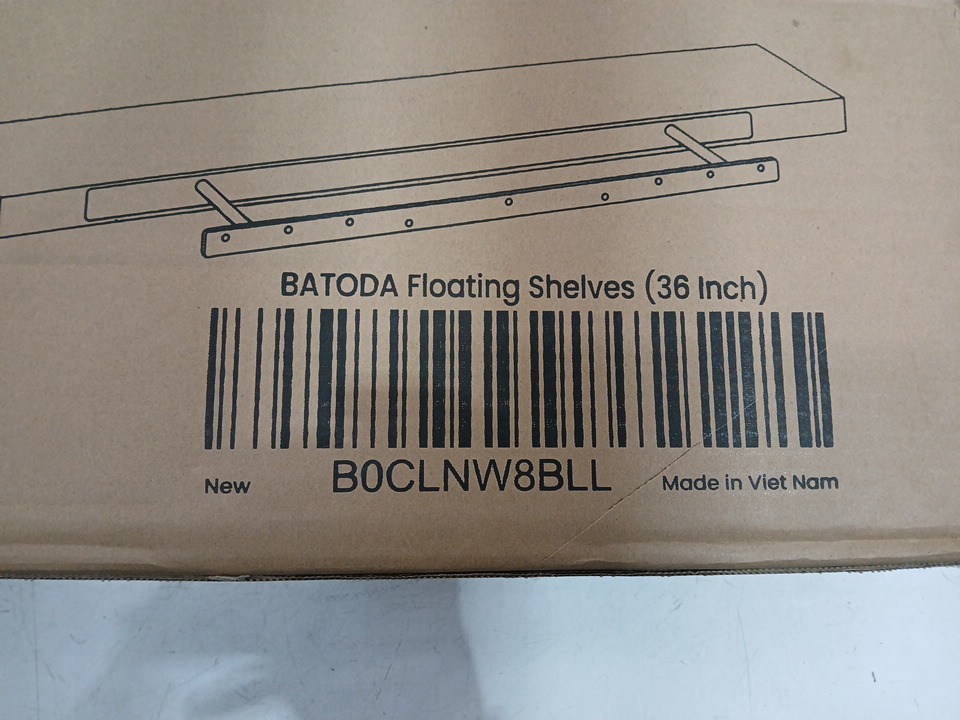 BATODA Floating Shelves (36 Inch)
B0CLNW8BLL
New
Made in Viet Nam